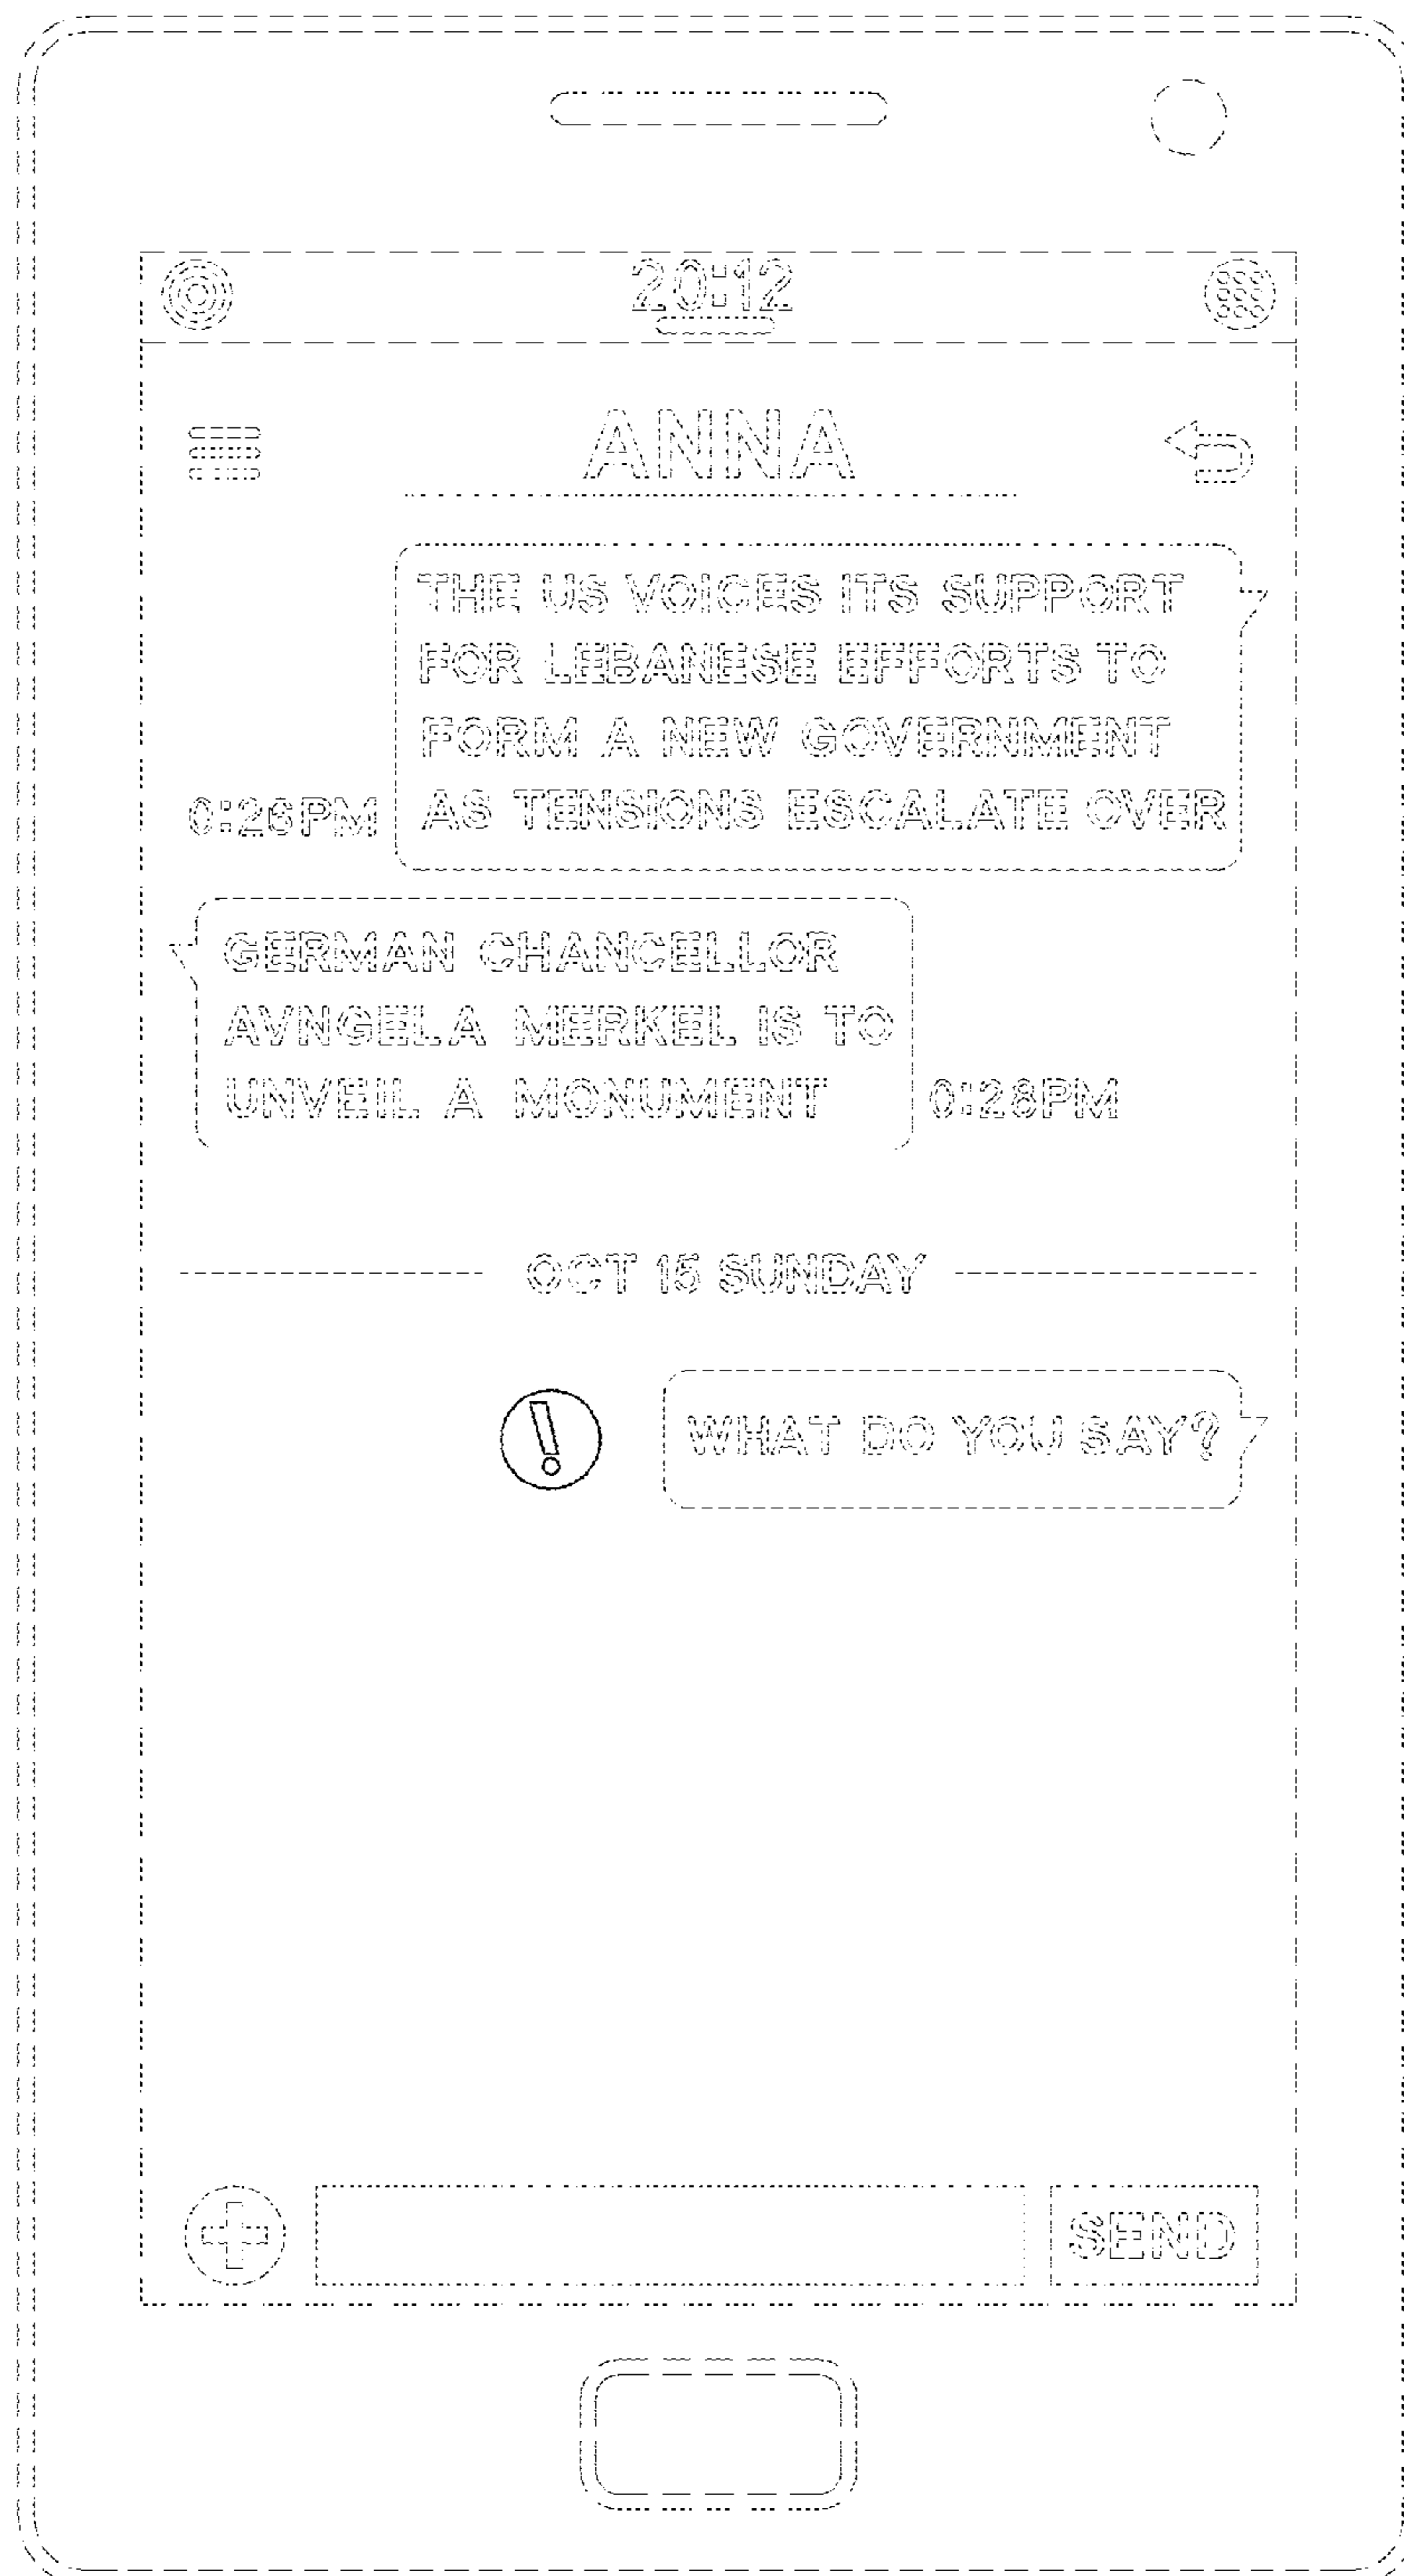 20:12
ANNA
THE US VOICES ITS SUPPORT
FOR LEBANESE EFFORTS TO
FORM A NEW GOVERNMENT
AS TENSIONS ESCALATE OVER
0:26PM
GERMAN CHANCELLOR
AVNGELA MERKEL IS TO
UNVEIL A MONUMENT
0:28PM
OCT 15 SUNDAY
!
WHAT DO YOU SAY?
SEND